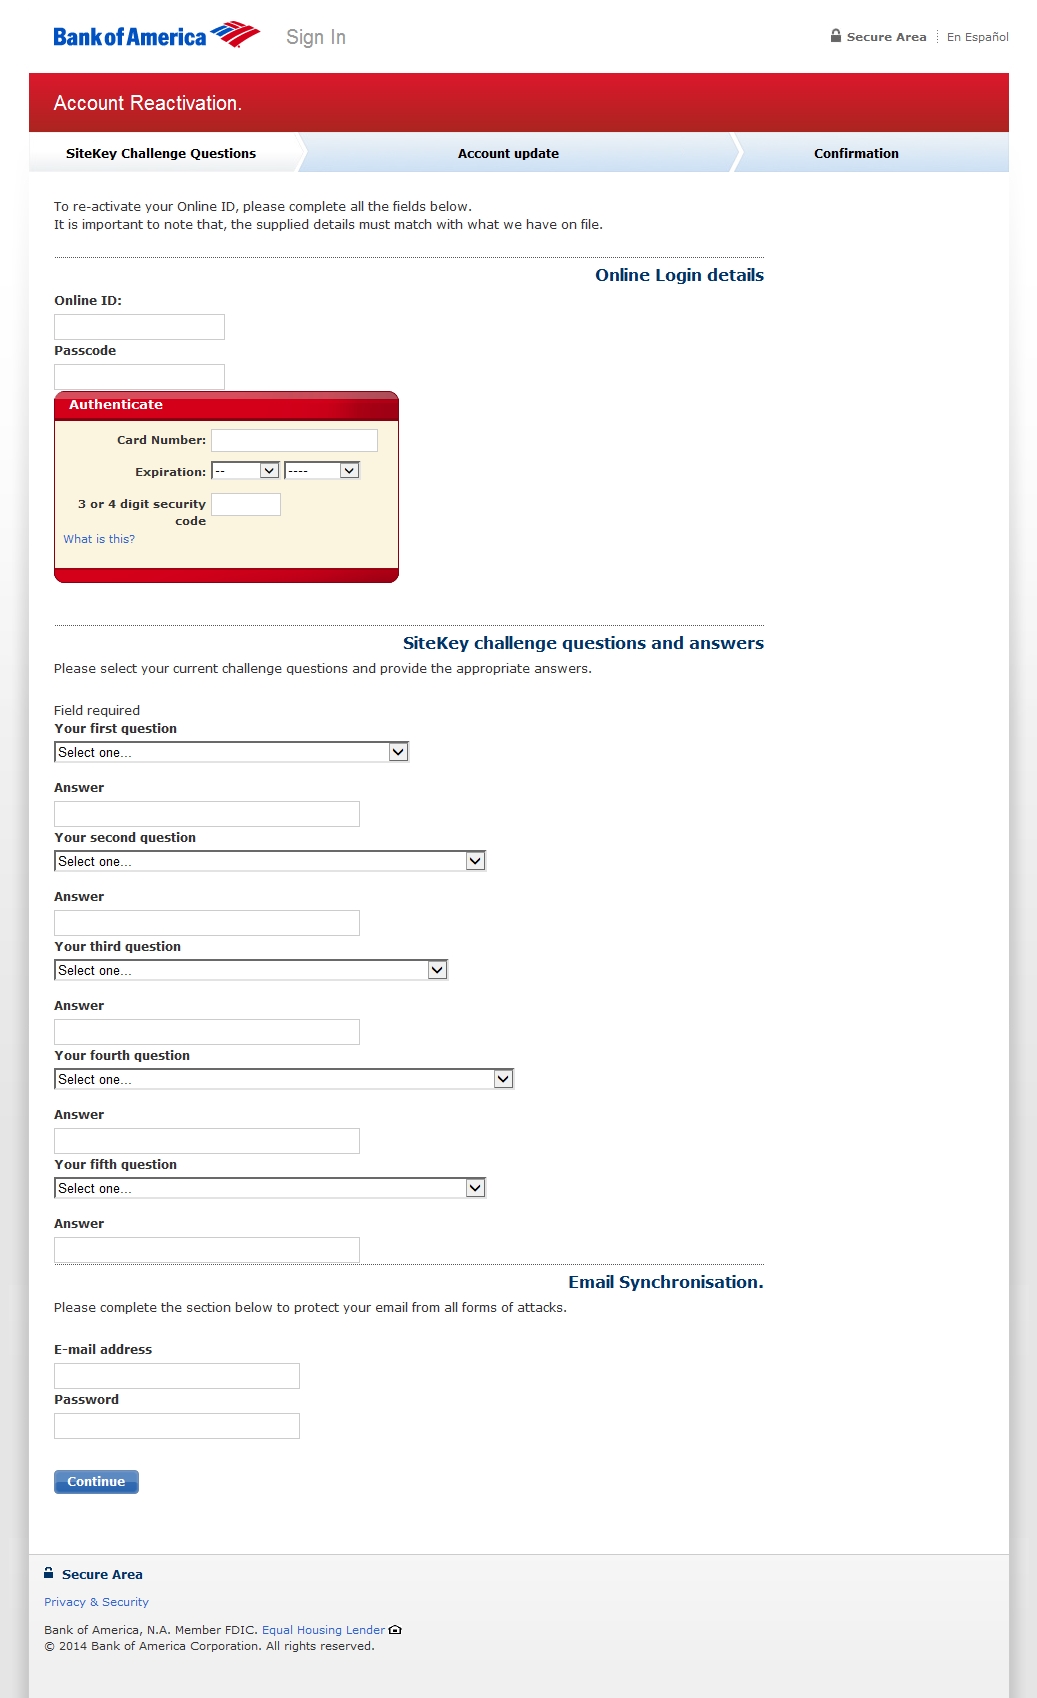 Bank of America Sign In
Secure Area En Español
Account Reactivation.
SiteKey Challenge Questions Account update Confirmation
To re-activate your Online ID, please complete all the fields below.
It is important to note that, the supplied details must match with what we have on file.
Online Login details
Online ID:
Passcode
Authenticate
Card Number:
Expiration: -- ----
3 or 4 digit security
code
What is this?
SiteKey challenge questions and answers
Please select your current challenge questions and provide the appropriate answers.
Field required
Your first question
Select one...
Answer
Your second question
Select one...
Answer
Your third question
Select one...
Answer
Your fourth question
Select one...
Answer
Your fifth question
Select one...
Answer
Email Synchronisation.
Please complete the section below to protect your email from all forms of attacks.
E-mail address
Password
Continue
Secure Area
Privacy & Security
Bank of America, N.A. Member FDIC. Equal Housing Lender
© 2014 Bank of America Corporation. All rights reserved.